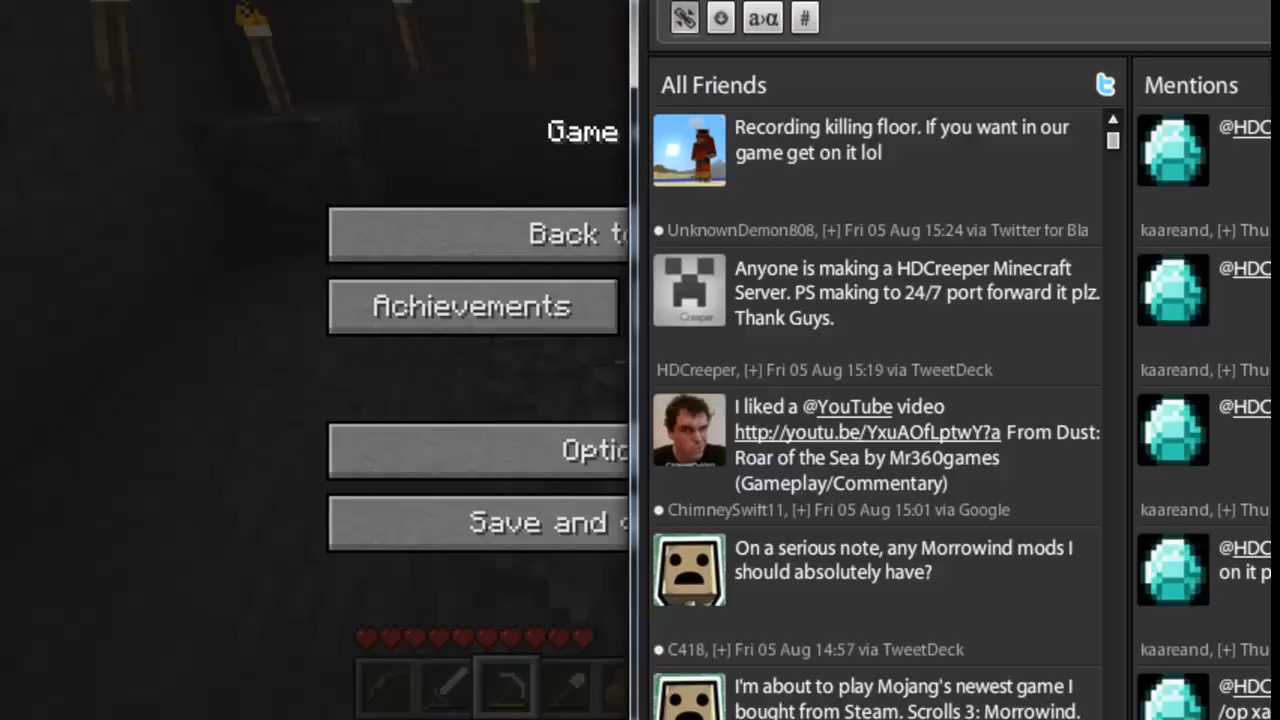 a›α
#
All Friends
Mentions
Game
Back to
Achievements
Save and
Recording killing floor. If you want in our
game get on it lol
UnknownDemon808, [+] Fri 05 Aug 15:24 via Twitter for Bla
Anyone is making a HDCreeper Minecraft
Server. PS making to 24/7 port forward it plz.
Thank Guys.
Creeper
HDCreeper, [+] Fri 05 Aug 15:19 via TweetDeck
I liked a @YouTube video
http://youtu.be/YxuAOfLptwY?a From Dust:
Roar of the Sea by Mr360games
(Gameplay/Commentary)
ChimneySwift11, [+] Fri 05 Aug 15:01 via Google
On a serious note, any Morrowind mods I
should absolutely have?
C418, [+] Fri 05 Aug 14:57 via TweetDeck
I'm about to play Mojang's newest game I
bought from Steam. Scrolls 3: Morrowind.
@HDC
kaareand, [+] Thu
@HDC
kaareand, [+] Thu
@HDC
kaareand, [+] Thu
@HDC
on it p
kaareand, [+] Thu
@HDC
/op xa